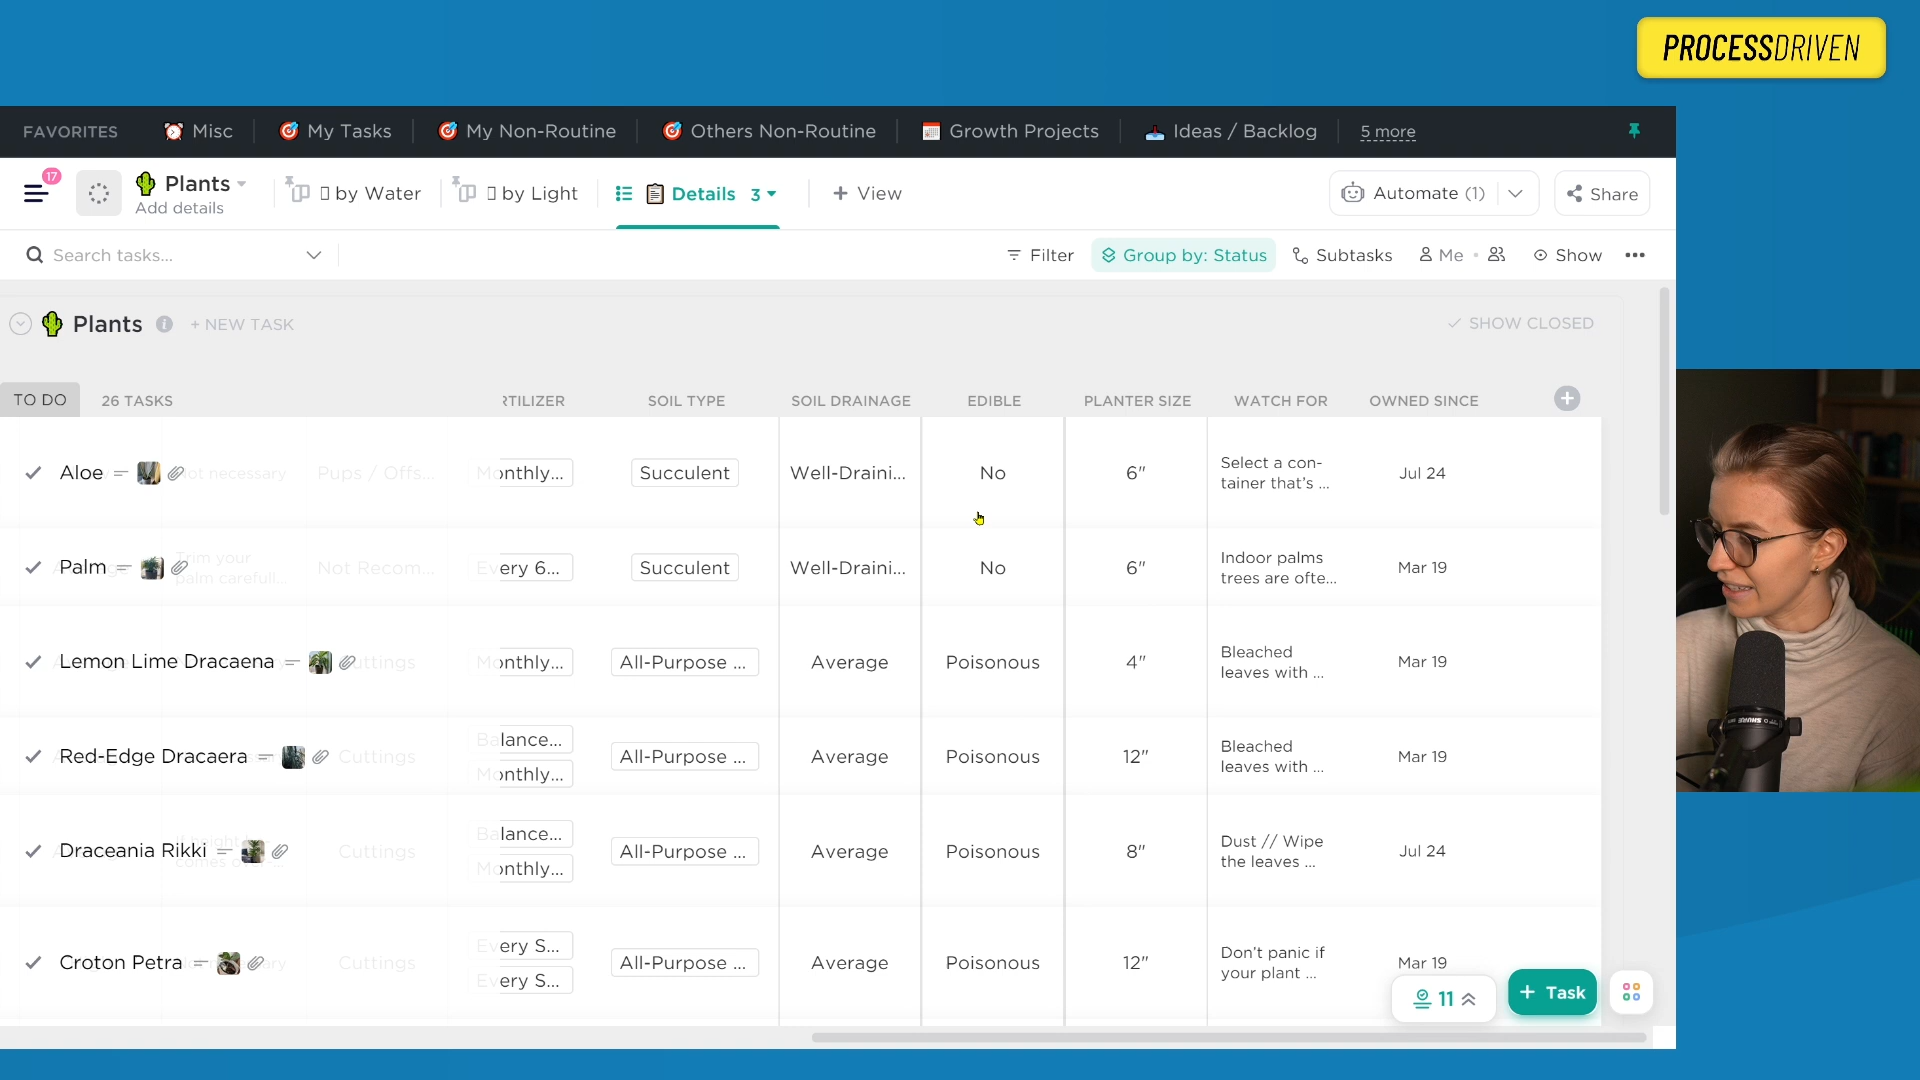 PROCESSDRIVEN
FAVORITES Misc My Tasks My Non-Routine Others Non-Routine Growth Projects Ideas / Backlog 5 more
17 Plants by Water by Light Details 3 + View Automate (1) Share
Add details
Search tasks... Filter Group by: Status Subtasks Me Show
Plants + NEW TASK SHOW CLOSED
TO DO 26 TASKS RTILIZER SOIL TYPE SOIL DRAINAGE EDIBLE PLANTER SIZE WATCH FOR OWNED SINCE
Aloe not necessary Pups / Offs... Monthly... Succulent Well-Draini... No 6" Select a con-
tainer that's ... Jul 24
Palm Trim your
palm carefull... Not Recom... Every 6... Succulent Well-Draini... No 6" Indoor palms
trees are ofte... Mar 19
Lemon Lime Dracaena Cuttings Monthly... All-Purpose ... Average Poisonous 4" Bleached
leaves with ... Mar 19
Red-Edge Dracaera Cuttings Balance...
Monthly... All-Purpose ... Average Poisonous 12" Bleached
leaves with ... Mar 19
Draceania Rikki Cuttings Balance...
Monthly... All-Purpose ... Average Poisonous 8" Dust // Wipe
the leaves ... Jul 24
Croton Petra Cuttings Every S...
Every S... All-Purpose ... Average Poisonous 12" Don't panic if
your plant ... Mar 19
11 + Task
SHURE